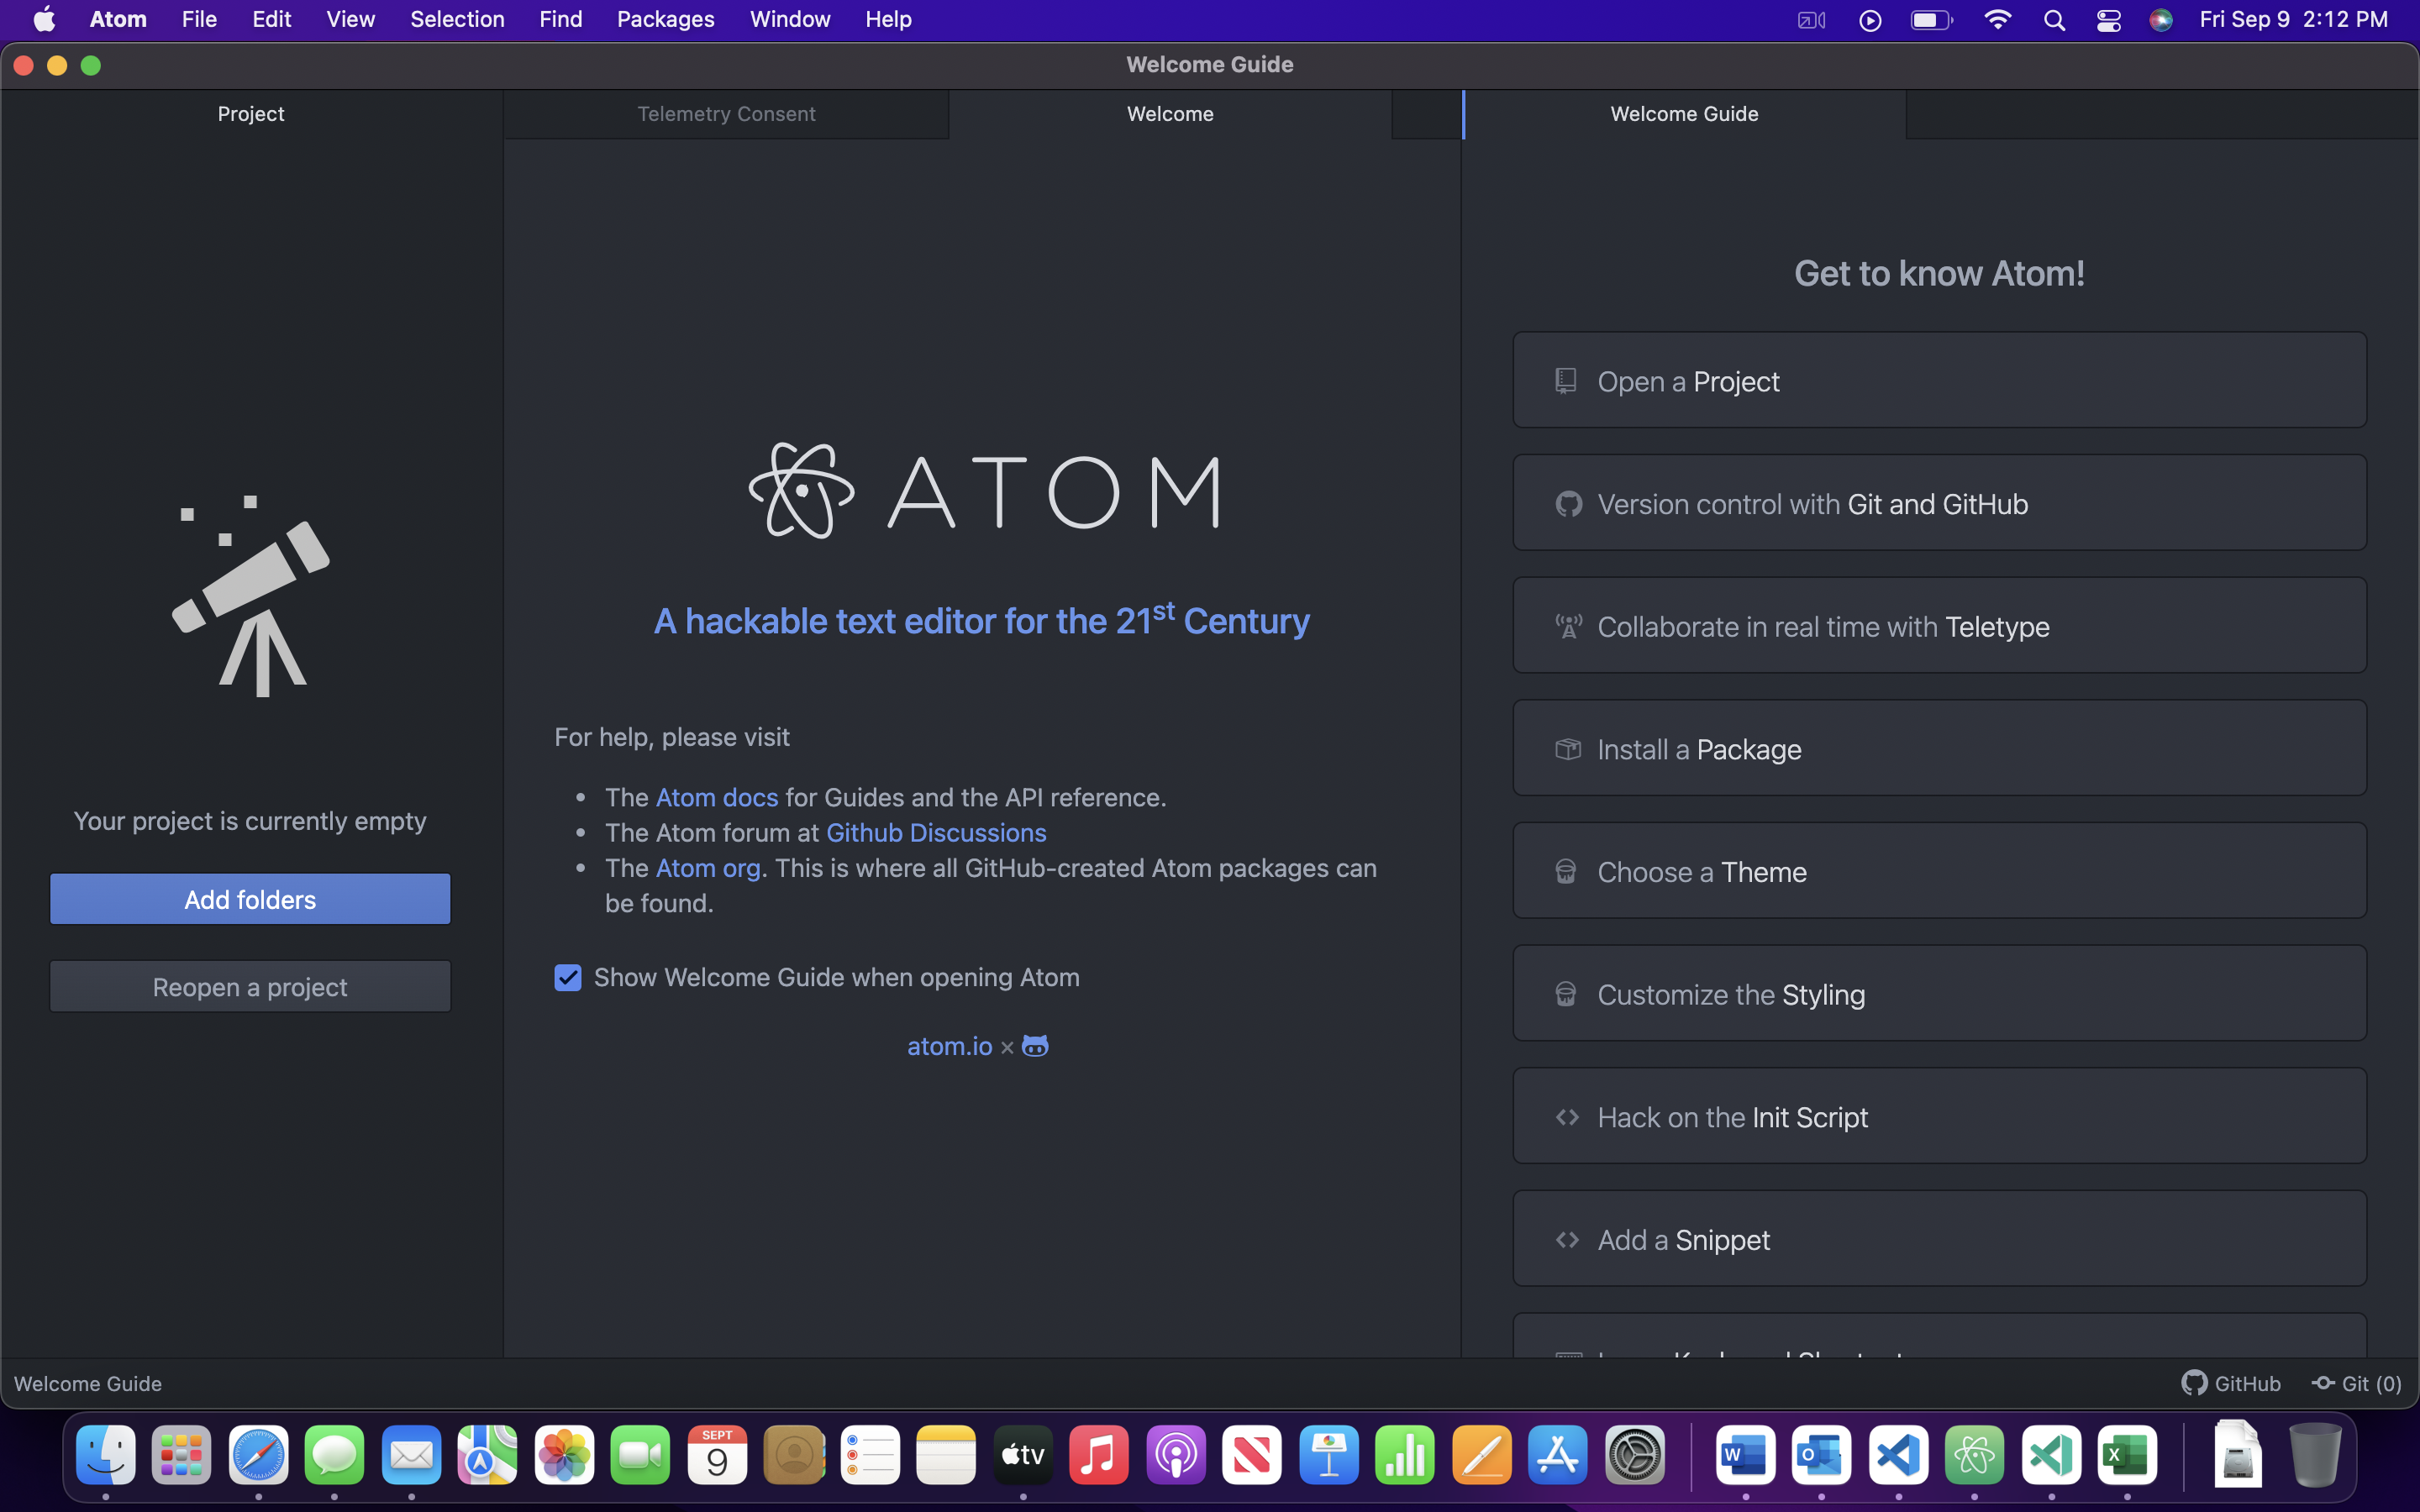 Atom File Edit View Selection Find Packages Window Help Fri Sep 9 2:12 PM
Welcome Guide
Project
Telemetry Consent
Welcome
Welcome Guide
Your project is currently empty
Add folders
Reopen a project
ATOM
A hackable text editor for the 21st Century
For help, please visit
• The Atom docs for Guides and the API reference.
• The Atom forum at Github Discussions
• The Atom org. This is where all GitHub-created Atom packages can
be found.
Show Welcome Guide when opening Atom
atom.io ×
Get to know Atom!
Open a Project
Version control with Git and GitHub
Collaborate in real time with Teletype
Install a Package
Choose a Theme
Customize the Styling
Hack on the Init Script
Add a Snippet
Welcome Guide
GitHub Git (0)
SEPT
9
tv
W
O
X